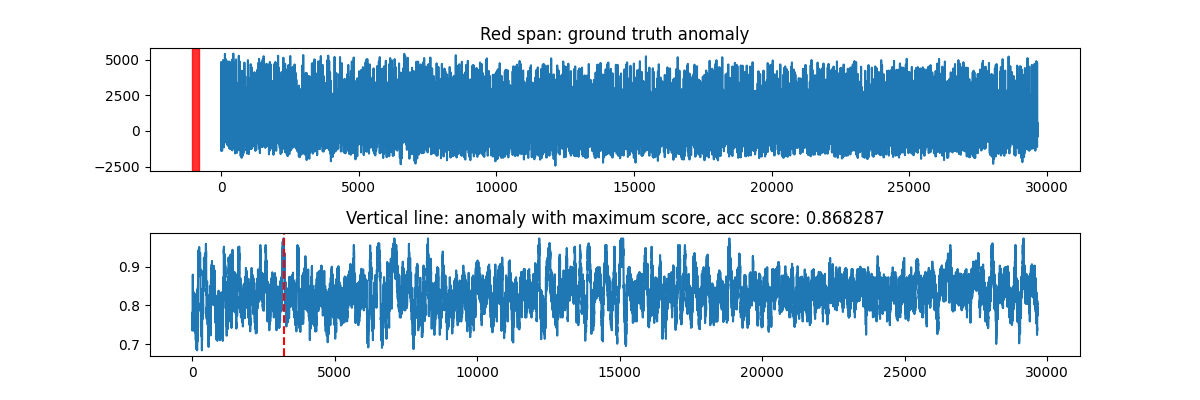 Red span: ground truth anomaly
5000
2500
0
−2500
0 5000 10000 15000 20000 25000 30000
Vertical line: anomaly with maximum score, acc score: 0.868287
0.9
0.8
0.7
0 5000 10000 15000 20000 25000 30000